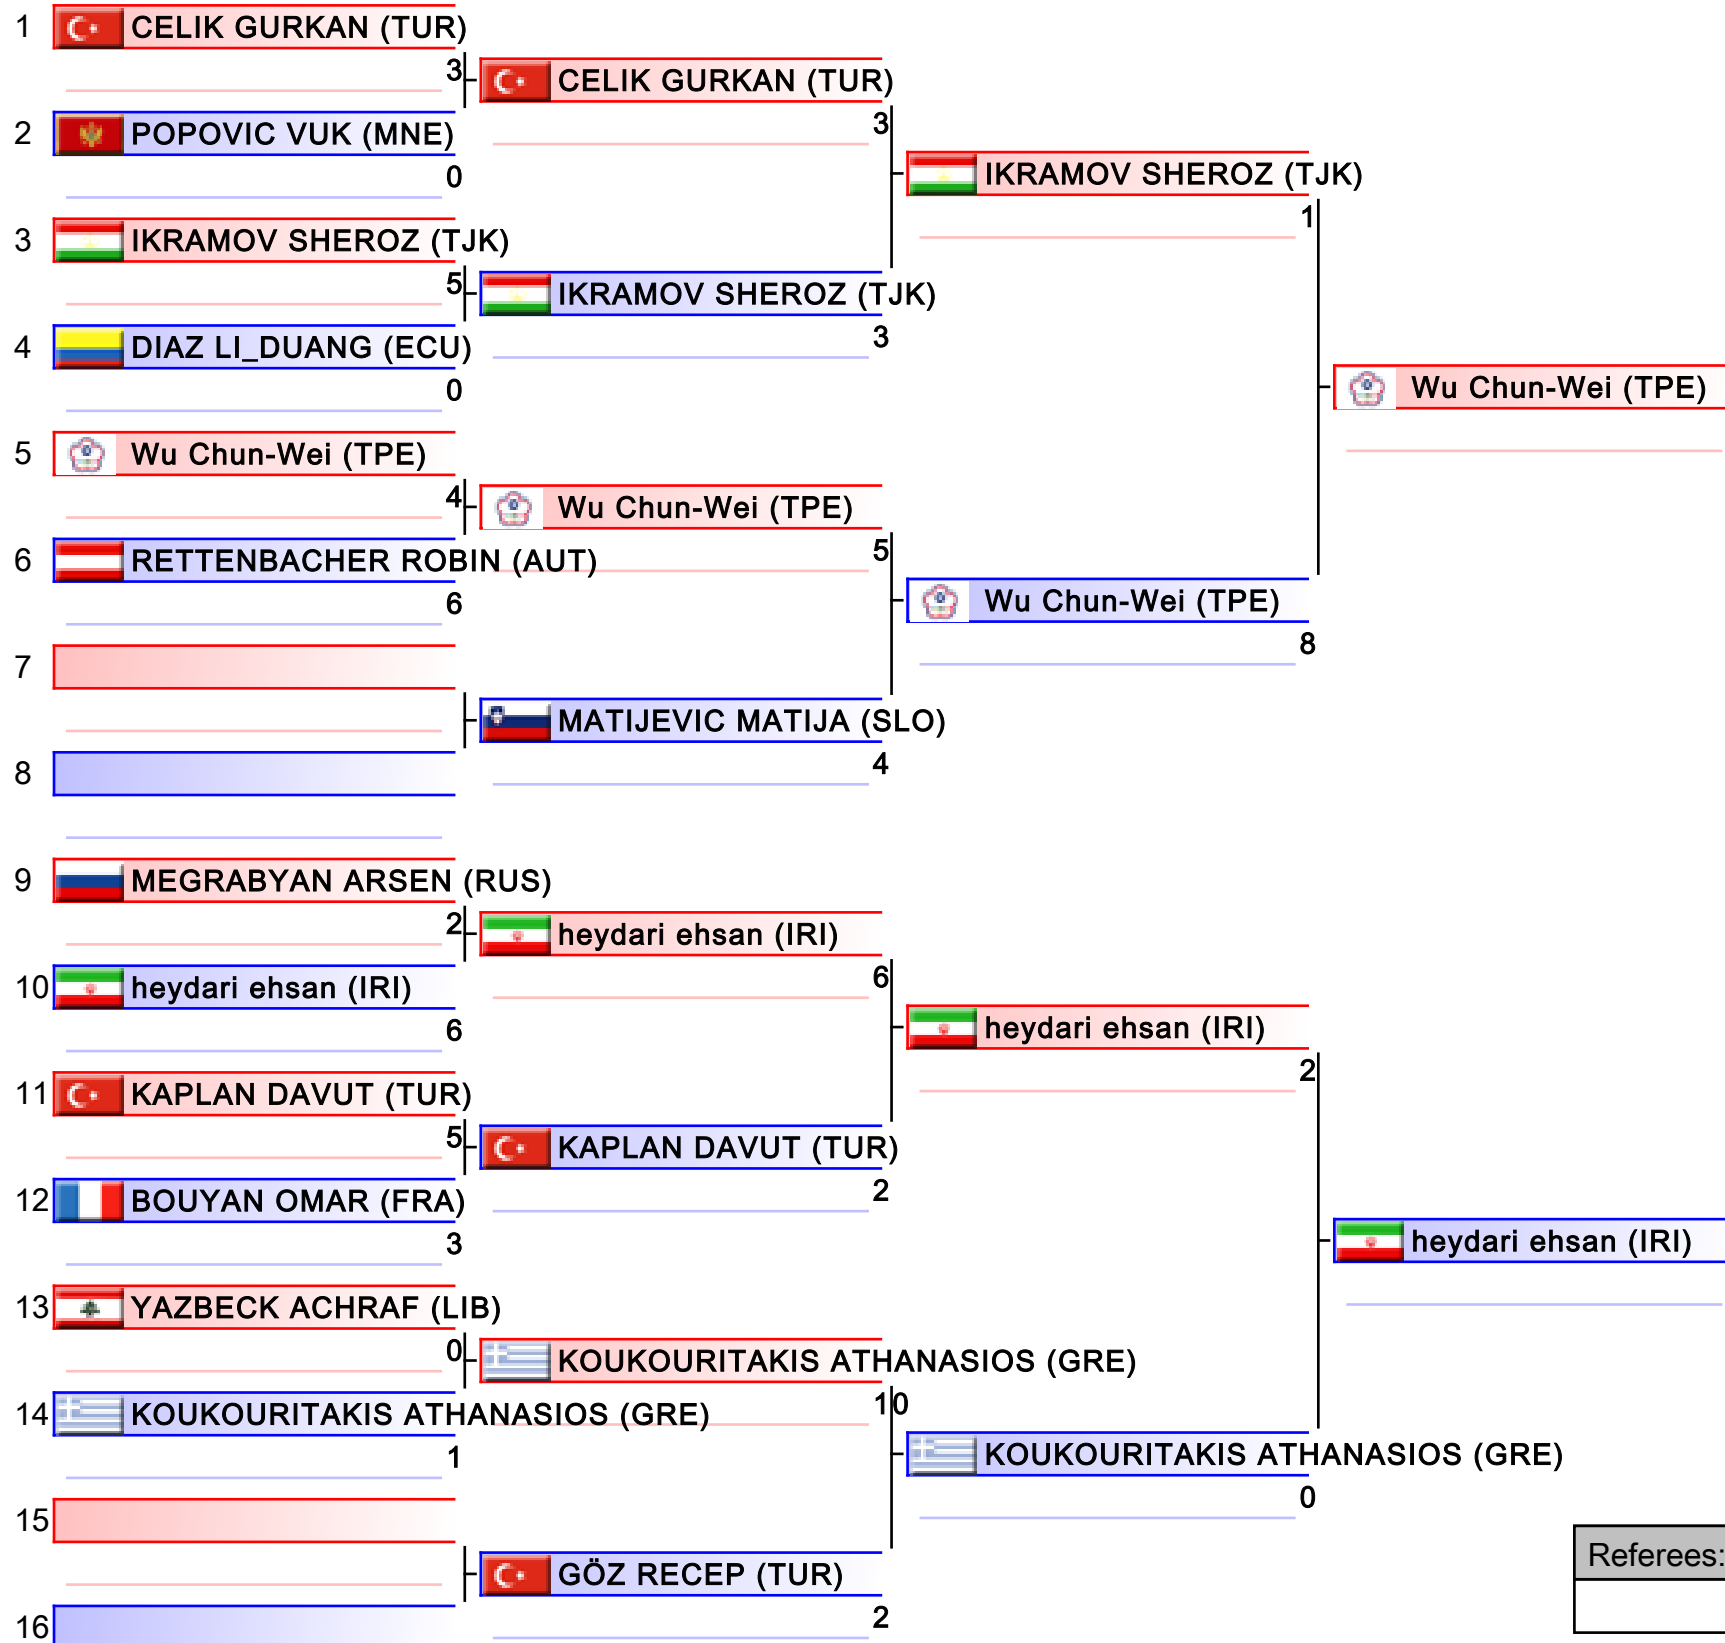 1 CELIK GURKAN (TUR)
3 CELIK GURKAN (TUR)
2 POPOVIC VUK (MNE)
3
0
IKRAMOV SHEROZ (TJK)
1
3 IKRAMOV SHEROZ (TJK)
5 IKRAMOV SHEROZ (TJK)
3
4 DIAZ LI_DUANG (ECU)
0
Wu Chun-Wei (TPE)
5 Wu Chun-Wei (TPE)
4 Wu Chun-Wei (TPE)
5
6 RETTENBACHER ROBIN (AUT)
6
Wu Chun-Wei (TPE)
8
7
MATIJEVIC MATIJA (SLO)
4
8
9 MEGRABYAN ARSEN (RUS)
2 heydari ehsan (IRI)
6
10 heydari ehsan (IRI)
6
heydari ehsan (IRI)
2
11 KAPLAN DAVUT (TUR)
5 KAPLAN DAVUT (TUR)
2
12 BOUYAN OMAR (FRA)
3
heydari ehsan (IRI)
13 YAZBECK ACHRAF (LIB)
0 KOUKOURITAKIS ATHANASIOS (GRE)
10
14 KOUKOURITAKIS ATHANASIOS (GRE)
1
KOUKOURITAKIS ATHANASIOS (GRE)
0
15
Referees:
GÖZ RECEP (TUR)
2
16